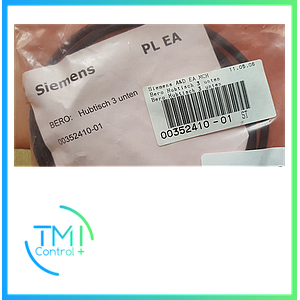 Siemens
PL EA
BERO: Hubtisch 3 unten
00352410-01
11.05.06
Siemens A&D EA MCH
Bero Hubtisch 3 unten
Bero Hubtisch 3 unten
00352410-01
ST
TMI
Control +